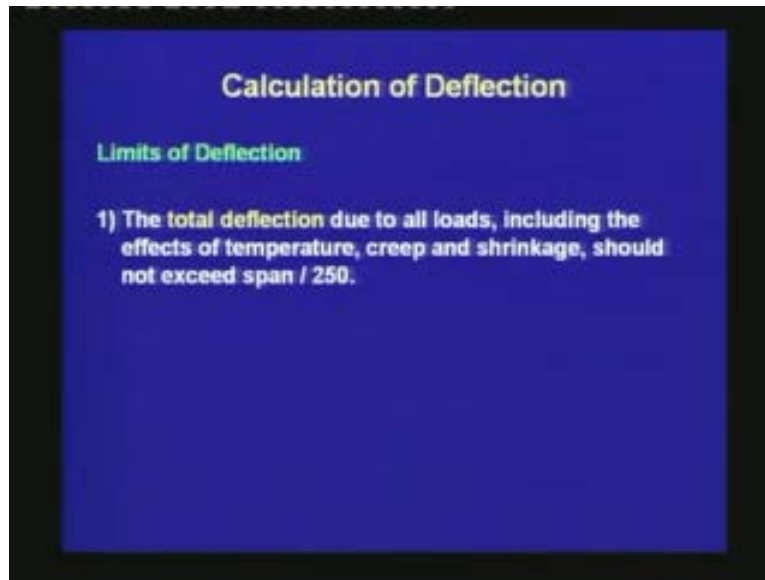 Calculation of Deflection
Limits of Deflection
1) The total deflection due to all loads, including the
effects of temperature, creep and shrinkage, should
not exceed span / 250.